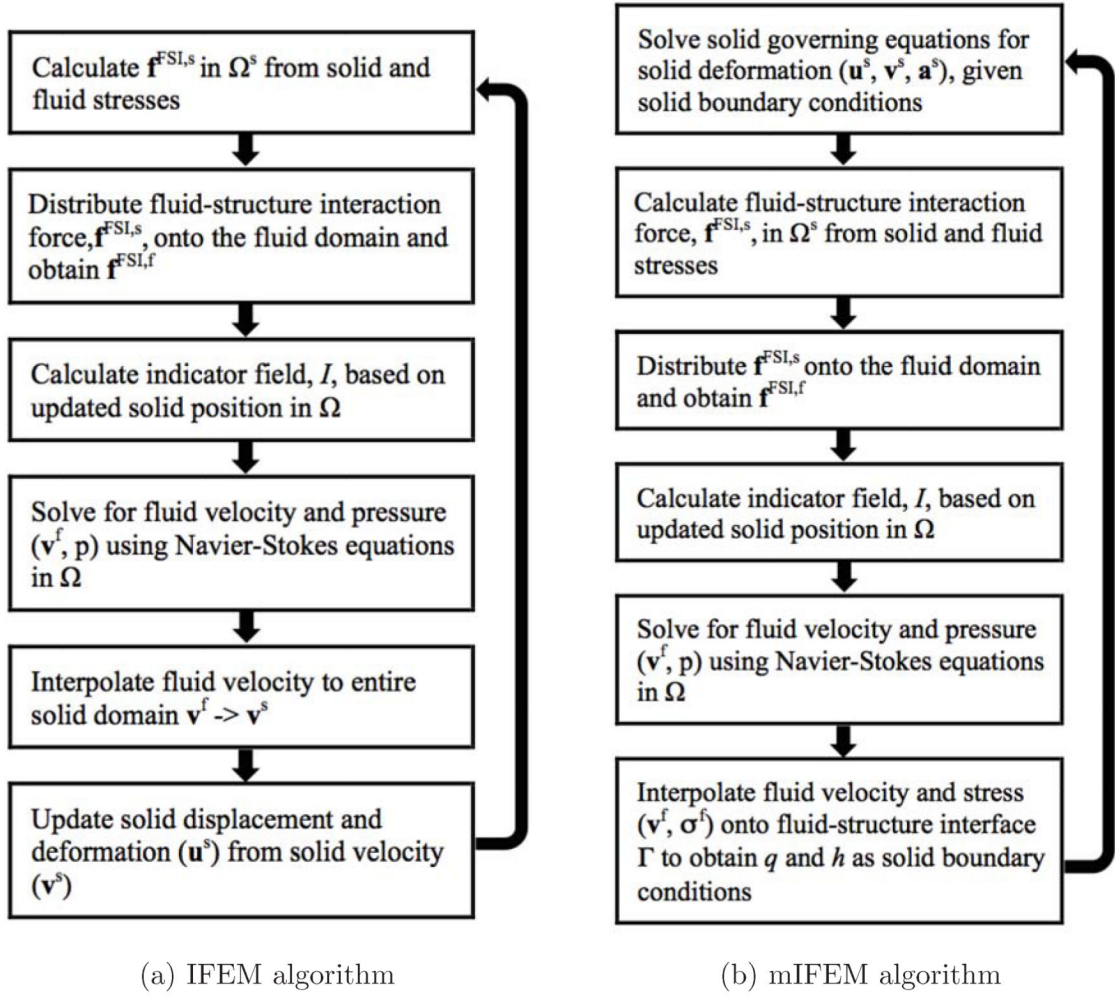 Calculate f^FSI,s in Ω^s from solid and
fluid stresses
Distribute fluid-structure interaction
force,f^FSI,s, onto the fluid domain and
obtain f^FSI,f
Calculate indicator field, I, based on
updated solid position in Ω
Solve for fluid velocity and pressure
(v^f, p) using Navier-Stokes equations
in Ω
Interpolate fluid velocity to entire
solid domain v^f -> v^s
Update solid displacement and
deformation (u^s) from solid velocity
(v^s)
(a) IFEM algorithm
Solve solid governing equations for
solid deformation (u^s, v^s, a^s), given
solid boundary conditions
Calculate fluid-structure interaction
force, f^FSI,s, in Ω^s from solid and fluid
stresses
Distribute f^FSI,s onto the fluid domain
and obtain f^FSI,f
Calculate indicator field, I, based on
updated solid position in Ω
Solve for fluid velocity and pressure
(v^f, p) using Navier-Stokes equations
in Ω
Interpolate fluid velocity and stress
(v^f, σ^f) onto fluid-structure interface
Γ to obtain q and h as solid boundary
conditions
(b) mIFEM algorithm